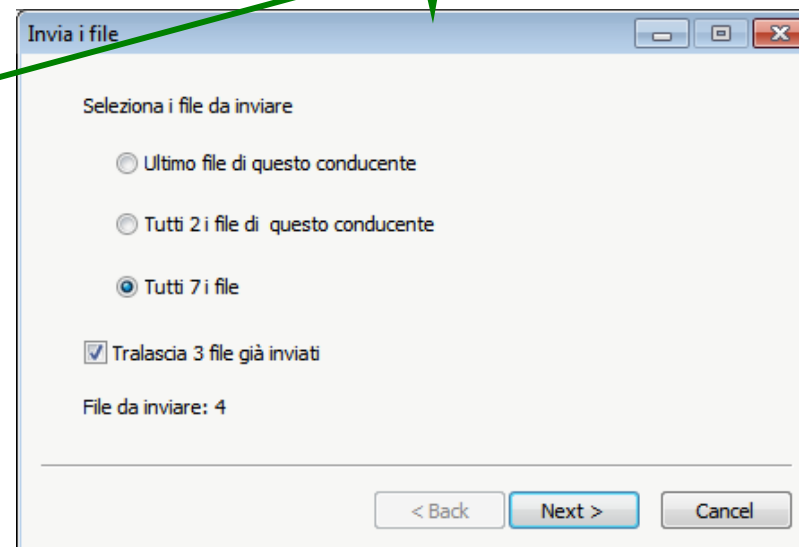 Invia i file
Seleziona i file da inviare
Ultimo file di questo conducente
Tutti 2 i file di  questo conducente
Tutti 7 i file
Tralascia 3 file già inviati
File da inviare: 4
< Back Next > Cancel